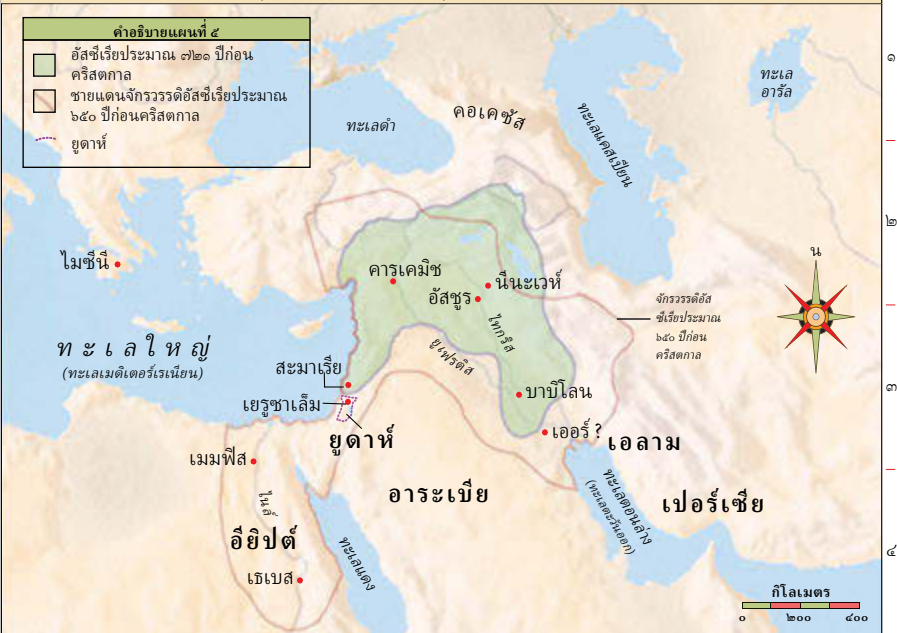 คำอธิบายแผนที่ ๕
อัสซีเรียประมาณ ๗๒๑ ปีก่อน
คริสตกาล
ชายแดนจักรวรรดิอัสซีเรียประมาณ
๖๕๐ ปีก่อนคริสตกาล
ยูดาห์
ทะเล
อารัล
๑
ทะเลดำ
คอเคซัส
ทะเลแคสเปียน
๒
น
ไมซีนี
คารเคมิช
นีนะเวห์
อัสชูร
ไทกริส
จักรวรรดิอัส
ซีเรียประมาณ
๖๕๐ ปีก่อน
คริสตกาล
ทะเลใหญ่
(ทะเลเมดิเตอร์เรเนียน)
ยูเฟรติส
สะมาเรีย
๓
บาบิโลน
เยรูซาเล็ม
ยูดาห์
เออร์ ?
เอลาม
เมมฟิส
ไนล์
อาระเบีย
ทะเลตอนล่าง
(ทะเลตะวันออก)
เปอร์เซีย
อียิปต์
ทะเลแดง
๔
เธเบส
กิโลเมตร
๐ ๒๐๐ ๔๐๐